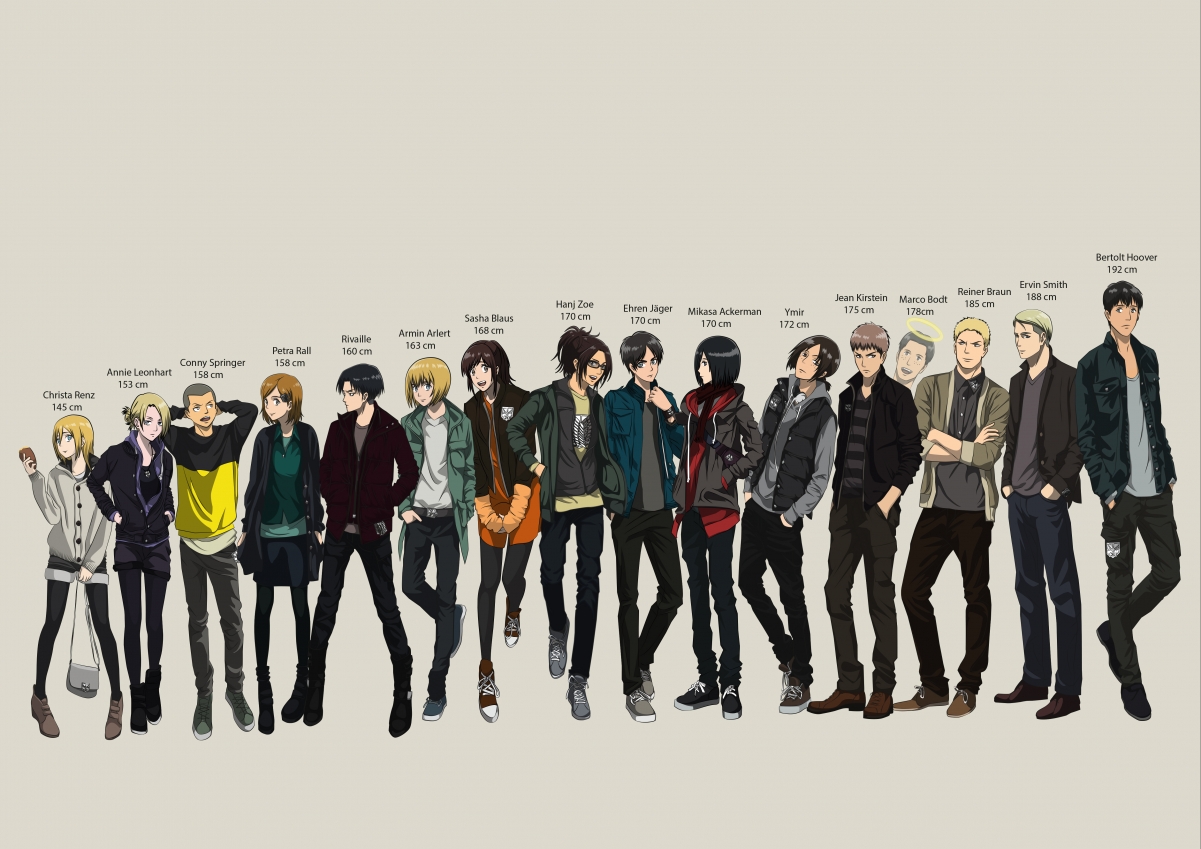 Christa Renz
145 cm
Annie Leonhart
153 cm
Conny Springer
158 cm
Petra Rall
158 cm
Rivaille
160 cm
Armin Arlert
163 cm
Sasha Blaus
168 cm
Hanj Zoe
170 cm
Ehren Jäger
170 cm
Mikasa Ackerman
170 cm
Ymir
172 cm
Jean Kirstein
175 cm
Marco Bodt
178cm
Reiner Braun
185 cm
Ervin Smith
188 cm
Bertolt Hoover
192 cm